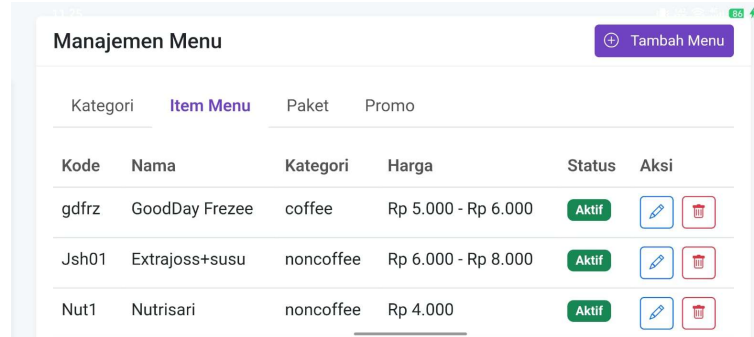 86
Manajemen Menu
Tambah Menu
Kategori Item Menu Paket Promo
Kode Nama Kategori Harga Status Aksi
gdfrz GoodDay Frezee coffee Rp 5.000 - Rp 6.000 Aktif
Jsh01 Extrajoss+susu noncoffee Rp 6.000 - Rp 8.000 Aktif
Nut1 Nutrisari noncoffee Rp 4.000 Aktif